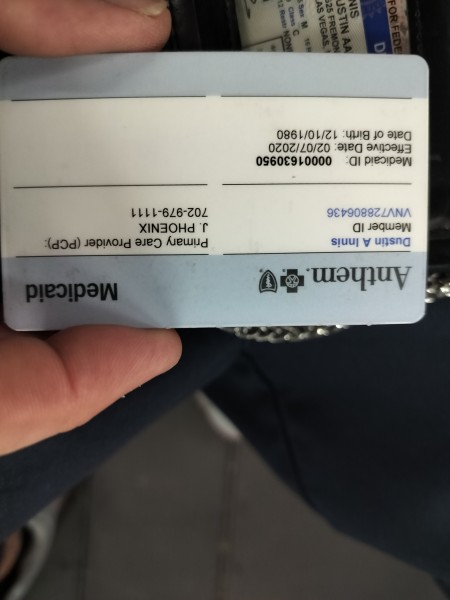 Anthem.
Medicaid
Dustin A Innis
Member ID
VNV728806436
Primary Care Provider (PCP):
J. PHOENIX
702-979-1111
Medicaid ID: 00001630950
Effective Date: 02/07/2020
Date of Birth: 12/10/1980